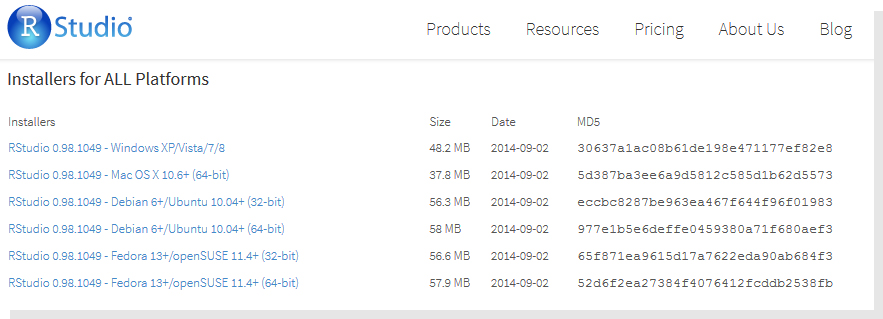 R Studio
Products Resources Pricing About Us Blog
Installers for ALL Platforms
Installers Size Date MD5
RStudio 0.98.1049 - Windows XP/Vista/7/8 48.2 MB 2014-09-02 30637a1ac08b61de198e471177ef82e8
RStudio 0.98.1049 - Mac OS X 10.6+ (64-bit) 37.8 MB 2014-09-02 5d387ba3ee6a9d5812c585d1b62d5573
RStudio 0.98.1049 - Debian 6+/Ubuntu 10.04+ (32-bit) 56.3 MB 2014-09-02 eccbc8287be963ea467f644f96f01983
RStudio 0.98.1049 - Debian 6+/Ubuntu 10.04+ (64-bit) 58 MB 2014-09-02 977e1b5e6deffe0459380a71f680aef3
RStudio 0.98.1049 - Fedora 13+/openSUSE 11.4+ (32-bit) 56.6 MB 2014-09-02 65f871ea9615d17a7622eda90ab684f3
RStudio 0.98.1049 - Fedora 13+/openSUSE 11.4+ (64-bit) 57.9 MB 2014-09-02 52d6f2ea27384f4076412fcddb2538fb